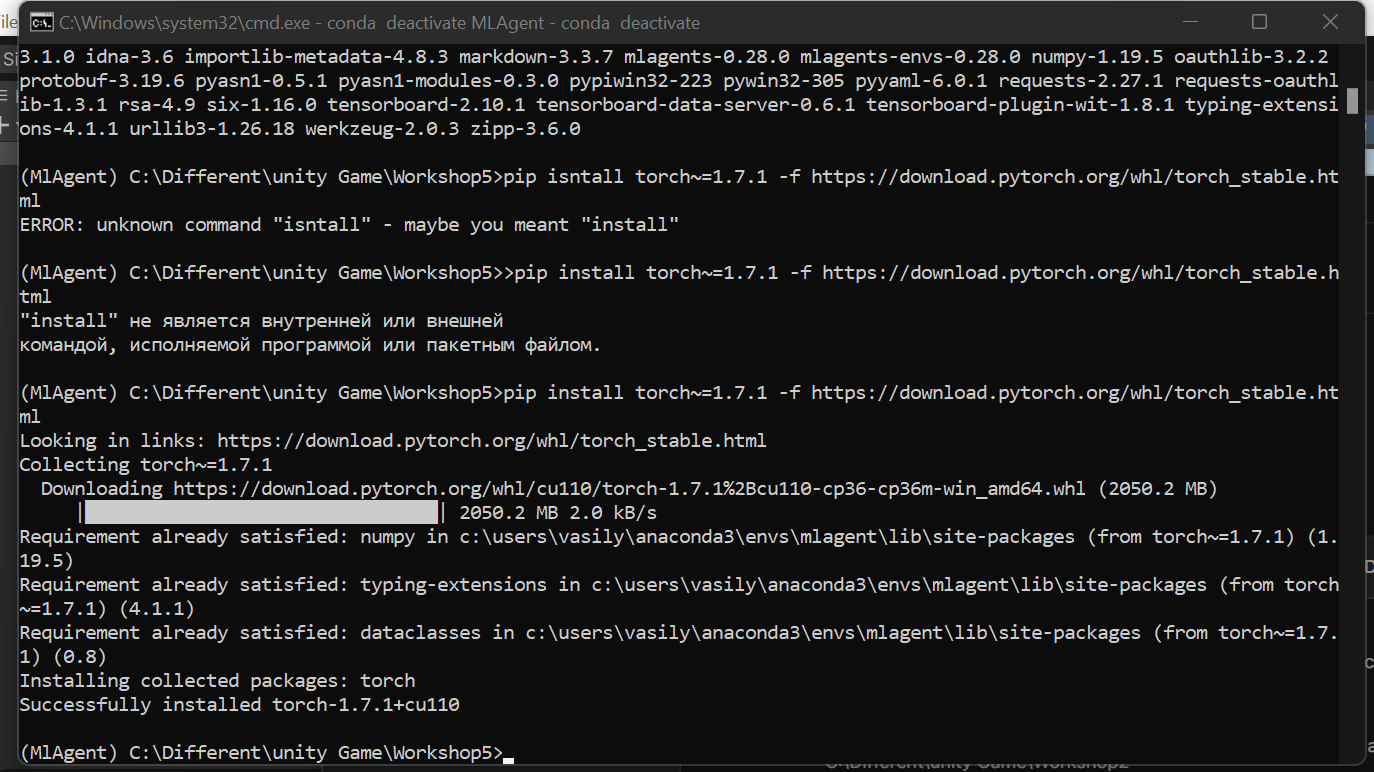 C:\Windows\system32\cmd.exe - conda  deactivate MLAgent - conda  deactivate
3.1.0 idna-3.6 importlib-metadata-4.8.3 markdown-3.3.7 mlagents-0.28.0 mlagents-envs-0.28.0 numpy-1.19.5 oauthlib-3.2.2
protobuf-3.19.6 pyasn1-0.5.1 pyasn1-modules-0.3.0 pypiwin32-223 pywin32-305 pyyaml-6.0.1 requests-2.27.1 requests-oauthl
ib-1.3.1 rsa-4.9 six-1.16.0 tensorboard-2.10.1 tensorboard-data-server-0.6.1 tensorboard-plugin-wit-1.8.1 typing-extensi
ons-4.1.1 urllib3-1.26.18 werkzeug-2.0.3 zipp-3.6.0
(MlAgent) C:\Different\unity Game\Workshop5>pip isntall torch~=1.7.1 -f https://download.pytorch.org/whl/torch_stable.ht
ml
ERROR: unknown command "isntall" - maybe you meant "install"
(MlAgent) C:\Different\unity Game\Workshop5>>pip install torch~=1.7.1 -f https://download.pytorch.org/whl/torch_stable.h
tml
"install" не является внутренней или внешней
командой, исполняемой программой или пакетным файлом.
(MlAgent) C:\Different\unity Game\Workshop5>pip install torch~=1.7.1 -f https://download.pytorch.org/whl/torch_stable.ht
ml
Looking in links: https://download.pytorch.org/whl/torch_stable.html
Collecting torch~=1.7.1
Downloading https://download.pytorch.org/whl/cu110/torch-1.7.1%2Bcu110-cp36-cp36m-win_amd64.whl (2050.2 MB)
|████████████████████████████████| 2050.2 MB 2.0 kB/s
Requirement already satisfied: numpy in c:\users\vasily\anaconda3\envs\mlagent\lib\site-packages (from torch~=1.7.1) (1.
19.5)
Requirement already satisfied: typing-extensions in c:\users\vasily\anaconda3\envs\mlagent\lib\site-packages (from torch
~=1.7.1) (4.1.1)
Requirement already satisfied: dataclasses in c:\users\vasily\anaconda3\envs\mlagent\lib\site-packages (from torch~=1.7.
1) (0.8)
Installing collected packages: torch
Successfully installed torch-1.7.1+cu110
(MlAgent) C:\Different\unity Game\Workshop5>